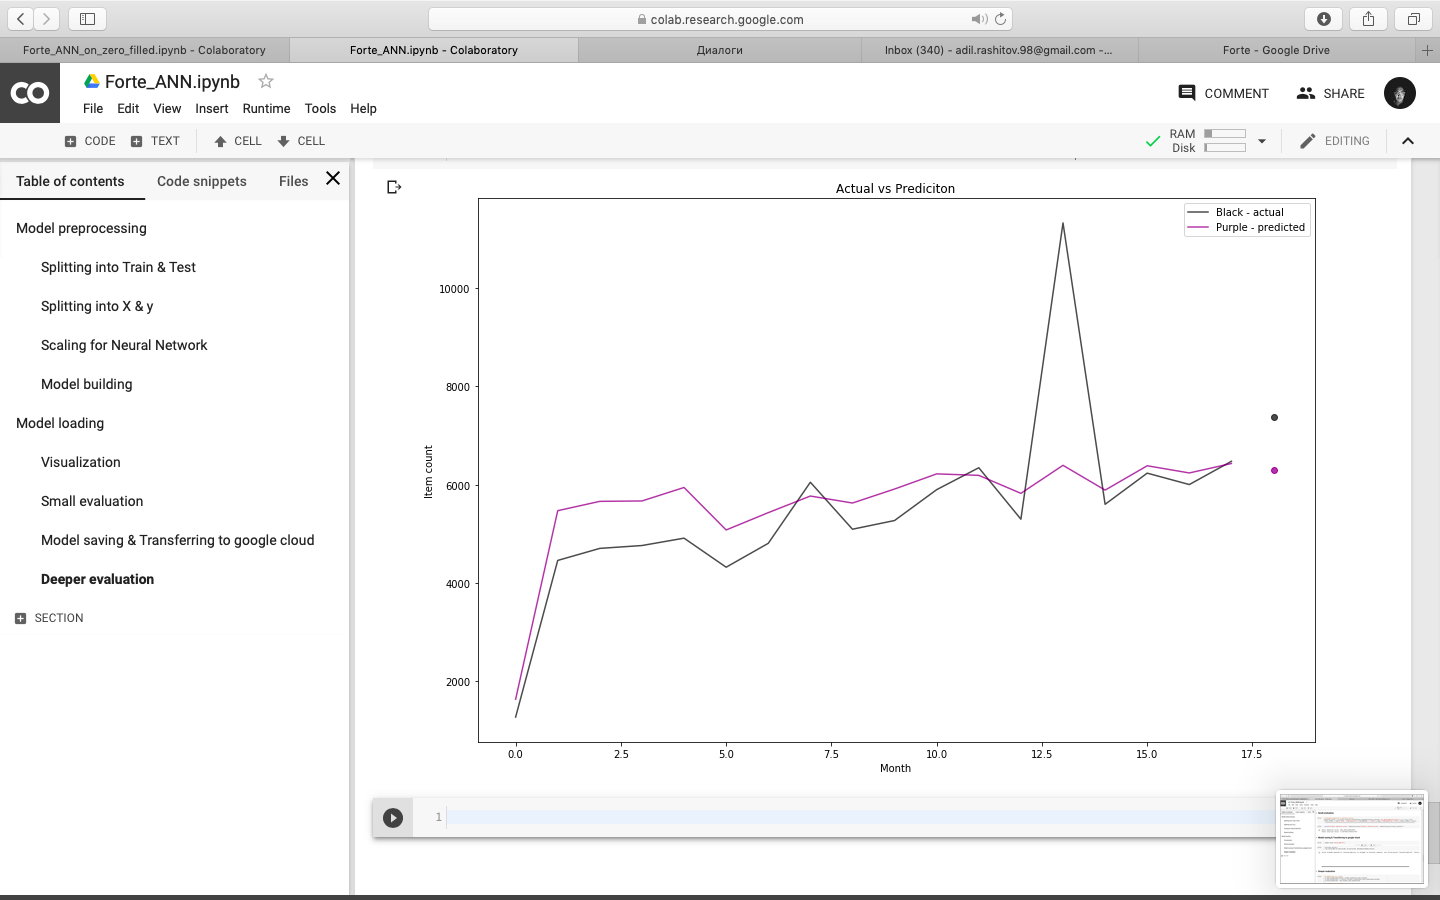 colab.research.google.com
Forte_ANN_on_zero_filled.ipynb - Colaboratory
Forte_ANN.ipynb - Colaboratory
Диалоги
Inbox (340) - adil.rashitov.98@gmail.com -...
Forte - Google Drive
CO
Forte_ANN.ipynb
File Edit View Insert Runtime Tools Help
COMMENT
SHARE
CODE
TEXT
CELL
CELL
RAM
Disk
EDITING
Table of contents
Code snippets
Files
Model preprocessing
Splitting into Train & Test
Splitting into X & y
Scaling for Neural Network
Model building
Model loading
Visualization
Small evaluation
Model saving & Transferring to google cloud
Deeper evaluation
SECTION
Actual vs Prediciton
Black - actual
Purple - predicted
10000
8000
6000
4000
2000
Item count
0.0 2.5 5.0 7.5 10.0 12.5 15.0 17.5
Month
1